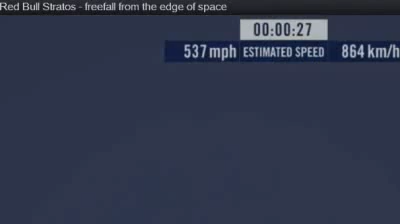 Red Bull Stratos - freefall from the edge of space
00:00:27
537 mph ESTIMATED SPEED 864 km/h